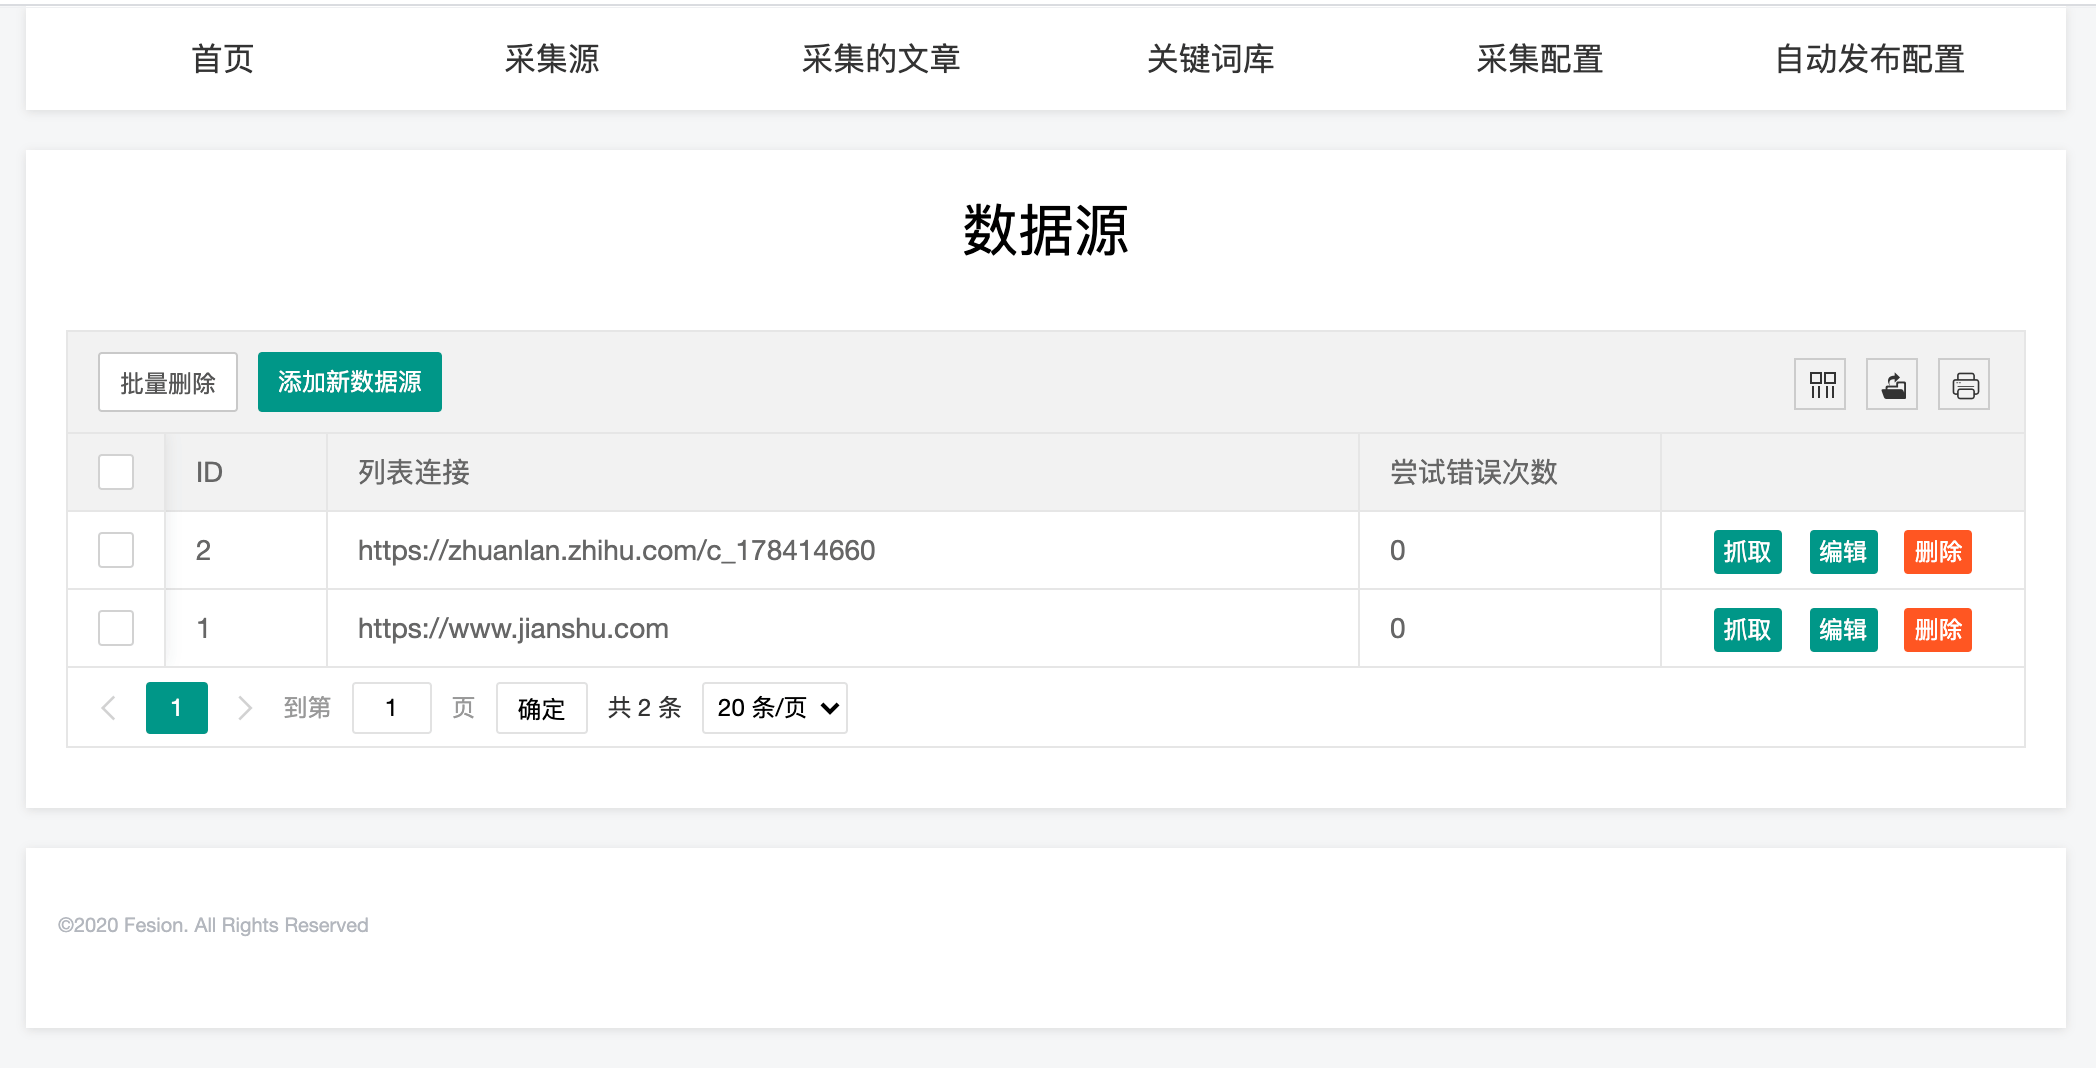 首页 采集源 采集的文章 关键词库 采集配置 自动发布配置
数据源
批量删除 添加新数据源
ID 列表连接 尝试错误次数
2 https://zhuanlan.zhihu.com/c_178414660 0 抓取 编辑 删除
1 https://www.jianshu.com 0 抓取 编辑 删除
1 到第 1 页 确定 共 2 条 20 条/页
©2020 Fesion. All Rights Reserved